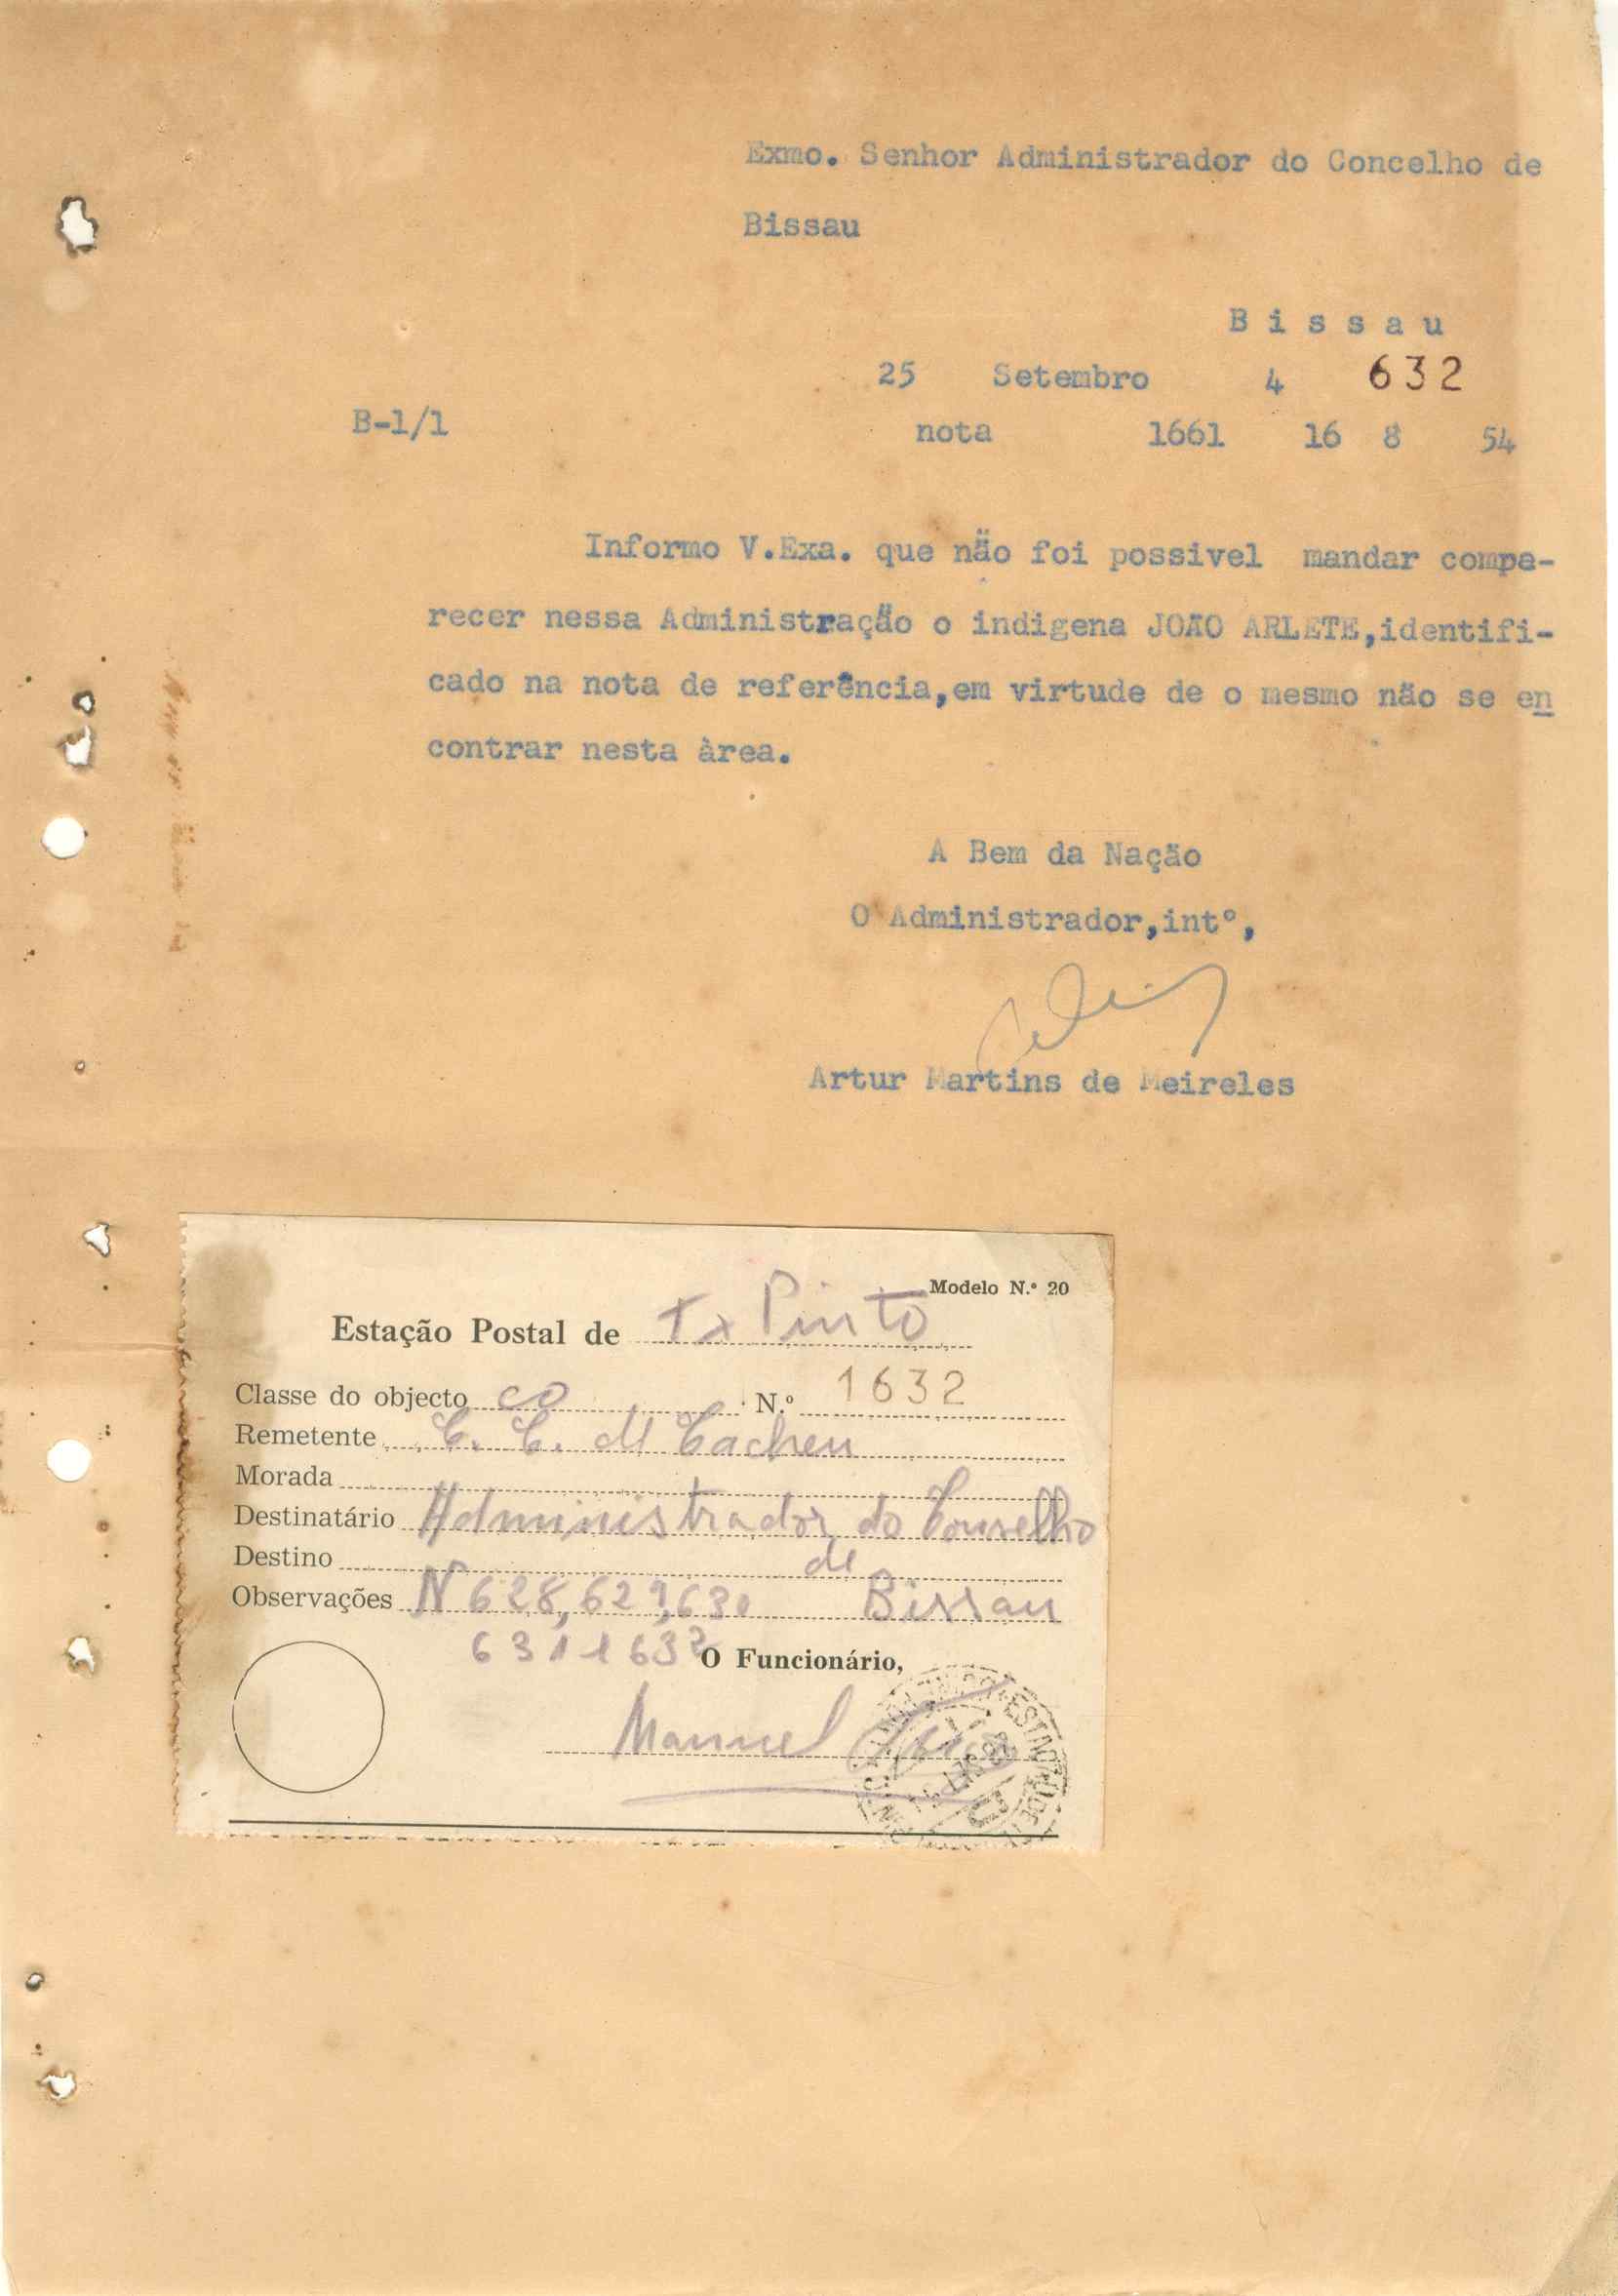 Exmo. Senhor Administrador do Concelho de
Bissau
B i s s a u
25 Setembro 4 632
B-1/1 nota 1661 16 8 54
Informo V.Exa. que não foi possivel mandar compa-
recer nessa Administração o indigena JOÃO ARLETE,identifi-
cado na nota de referência,em virtude de o mesmo não se en
contrar nesta àrea.
A Bem da Nação
O Administrador,intº,
Artur Martins de Meireles
Modelo N.º 20
Estação Postal de Tx Pinto
Classe do objecto co N.º 1632
Remetente C. C. de Cacheu
Morada
Destinatário Administrador do Conselho
Destino de
Observações N 628,629,630 Bissau
631 e 632 O Funcionário,
Manuel